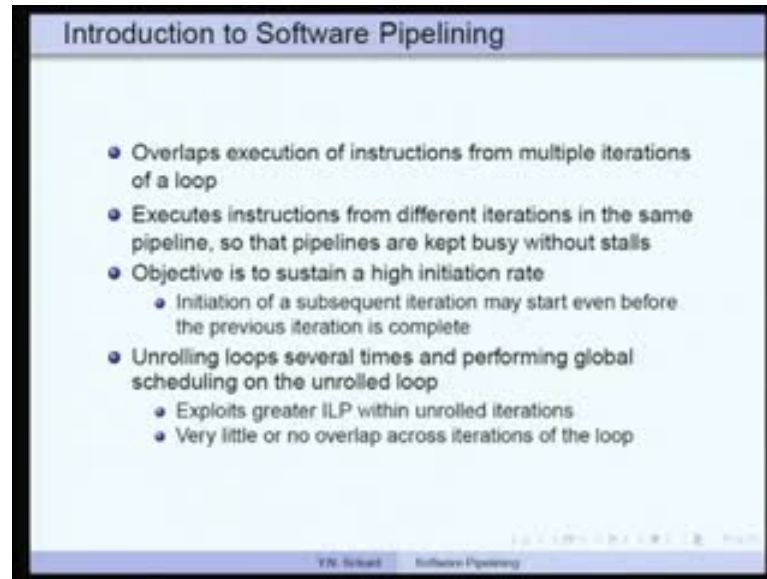 Introduction to Software Pipelining
Overlaps execution of instructions from multiple iterations
of a loop
Executes instructions from different iterations in the same
pipeline, so that pipelines are kept busy without stalls
Objective is to sustain a high initiation rate
Initiation of a subsequent iteration may start even before
the previous iteration is complete
Unrolling loops several times and performing global
scheduling on the unrolled loop
Exploits greater ILP within unrolled iterations
Very little or no overlap across iterations of the loop
Y.N. Srikant Software Pipelining